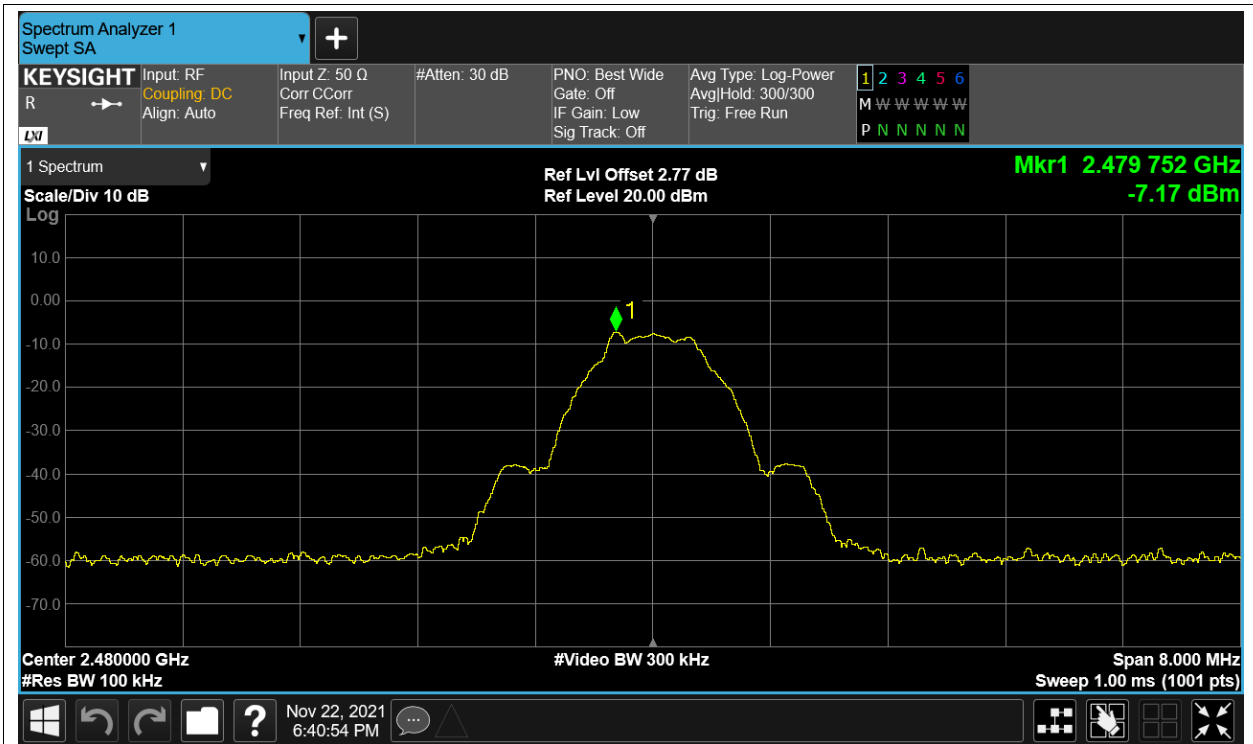 Spectrum Analyzer 1
Swept SA
KEYSIGHT
R
LXI
Input: RF
Coupling: DC
Align: Auto
Input Z: 50 Ω
Corr CCorr
Freq Ref: Int (S)
#Atten: 30 dB
PNO: Best Wide
Gate: Off
IF Gain: Low
Sig Track: Off
Avg Type: Log-Power
Avg|Hold: 300/300
Trig: Free Run
1 2 3 4 5 6
M W W W W W W
P N N N N N
1 Spectrum
Scale/Div 10 dB
Log
Ref Lvl Offset 2.77 dB
Ref Level 20.00 dBm
Mkr1 2.479 752 GHz
-7.17 dBm
10.0
0.00
-10.0
-20.0
-30.0
-40.0
-50.0
-60.0
-70.0
1
Center 2.480000 GHz
#Res BW 100 kHz
#Video BW 300 kHz
Span 8.000 MHz
Sweep 1.00 ms (1001 pts)
?
Nov 22, 2021
6:40:54 PM